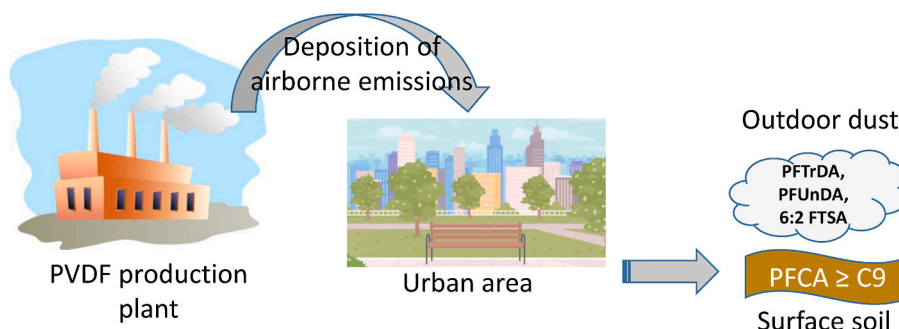 Deposition of
airborne emissions
PVDF production
plant
Urban area
Outdoor dust
PFTrDA,
PFUnDA,
6:2 FTSA
PFCA ≥ C9
Surface soil